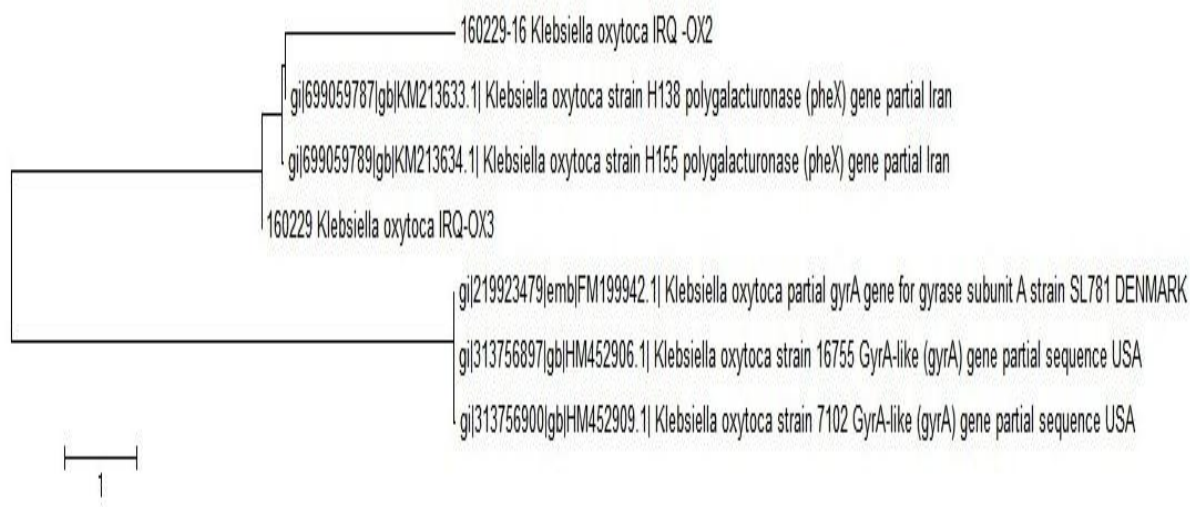 160229-16 Klebsiella oxytoca IRQ -OX2
gi|699059787|gb|KM213633.1| Klebsiella oxytoca strain H138 polygalacturonase (pheX) gene partial Iran
gi|699059789|gb|KM213634.1| Klebsiella oxytoca strain H155 polygalacturonase (pheX) gene partial Iran
160229 Klebsiella oxytoca IRQ-OX3
gi|219923479|emb|FM199942.1| Klebsiella oxytoca partial gyrA gene for gyrase subunit A strain SL781 DENMARK
gi|313756897|gb|HM452906.1| Klebsiella oxytoca strain 16755 GyrA-like (gyrA) gene partial sequence USA
gi|313756900|gb|HM452909.1| Klebsiella oxytoca strain 7102 GyrA-like (gyrA) gene partial sequence USA
1